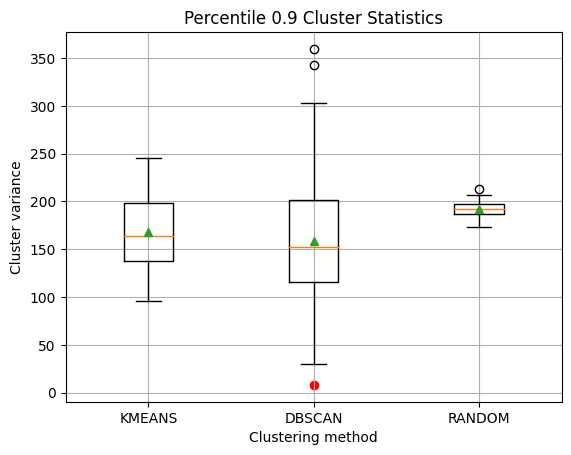 Percentile 0.9 Cluster Statistics
350
300
250
200
150
100
50
0
Cluster variance
KMEANS
DBSCAN
RANDOM
Clustering method